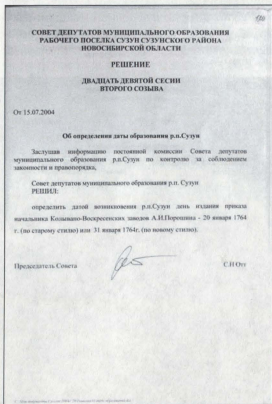 СОВЕТ ДЕПУТАТОВ МУНИЦИПАЛЬНОГО ОБРАЗОВАНИЯ
РАБОЧЕГО ПОСЕЛКА СУЗУН СУЗУНСКОГО РАЙОНА
НОВОСИБИРСКОЙ ОБЛАСТИ
РЕШЕНИЕ
ДВАДЦАТЬ ДЕВЯТОЙ СЕСИИ
ВТОРОГО СОЗЫВА
От 15.07.2004
Об определения даты образования р.п.Сузун
Заслушав информацию постоянной комиссии Совета депутатов
муниципального образования р.п.Сузун по контролю за соблюдением
законности и правопорядка,
Совет депутатов муниципального образования р.п. Сузун
РЕШИЛ:
определить датой возникновения р.п.Сузун день издания приказа
начальника Колывано-Воскресенских заводов А.И.Порошина - 20 января 1764
г. (по старому стилю) или 31 января 1764г. (по новому стилю).
Председатель Совета